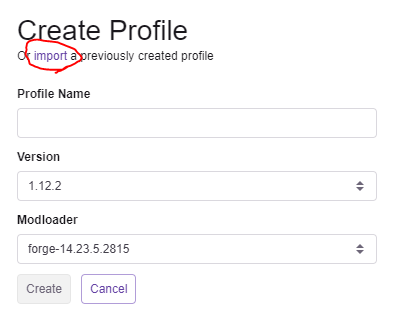 Create Profile
Or import a previously created profile
Profile Name
Version
1.12.2
Modloader
forge-14.23.5.2815
Create Cancel